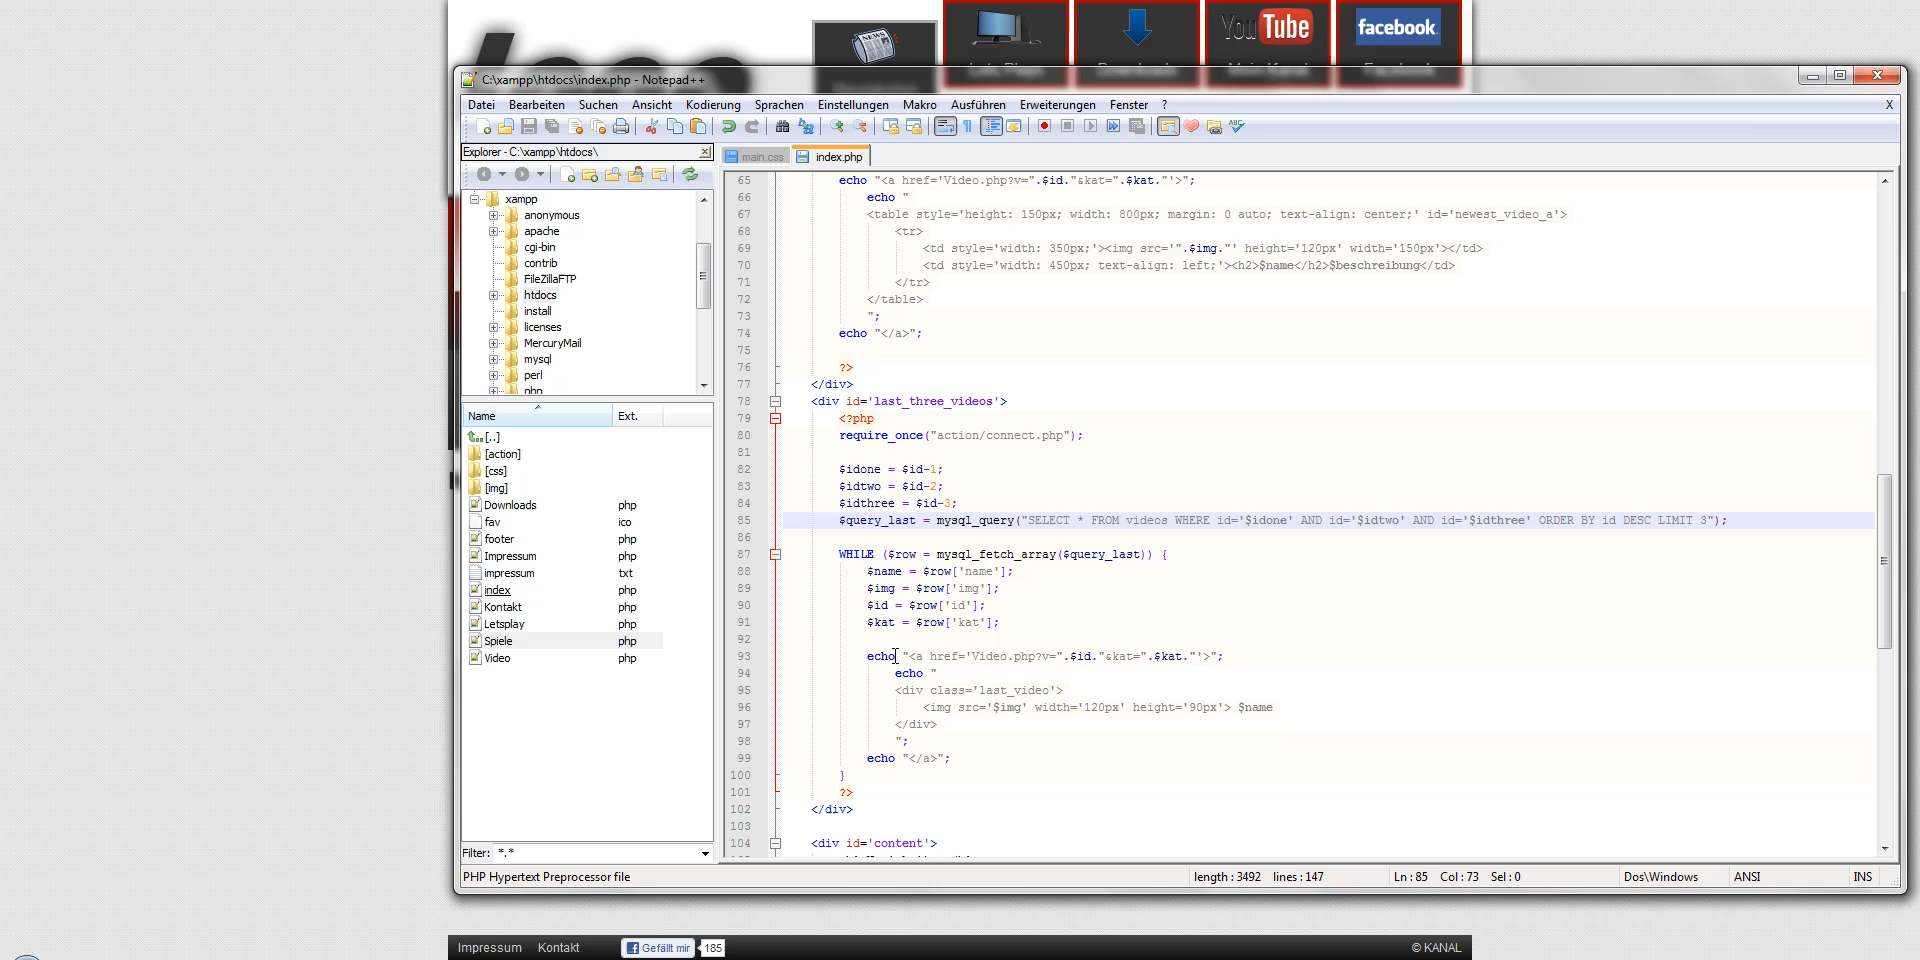 NEWS
YouTube
facebook
Lets Plays
Downloads
Mein Kanal
Facebook
C:\xampp\htdocs\index.php - Notepad++
Datei Bearbeiten Suchen Ansicht Kodierung Sprachen Einstellungen Makro Ausführen Erweiterungen Fenster ? X
Explorer - C:\xampp\htdocs\
main.css index.php
xampp
anonymous
apache
cgi-bin
contrib
FileZillaFTP
htdocs
install
licenses
MercuryMail
mysql
perl
php
Name Ext.
[..]
[action]
[css]
[img]
Downloads php
fav ico
footer php
Impressum php
impressum txt
index php
Kontakt php
Letsplay php
Spiele php
Video php
Filter: *.*
65 echo "<a href='Video.php?v=".$id."&kat=".$kat."'>";
66 echo "
67 <table style='height: 150px; width: 800px; margin: 0 auto; text-align: center;' id='newest_video_a'>
68 <tr>
69 <td style='width: 350px;'><img src='".$img."' height='120px' width='150px'></td>
70 <td style='width: 450px; text-align: left;'><h2>$name</h2>$beschreibung</td>
71 </tr>
72 </table>
73 ";
74 echo "</a>";
75
76 ?>
77 </div>
78 <div id='last_three_videos'>
79 <?php
80 require_once("action/connect.php");
81
82 $idone = $id-1;
83 $idtwo = $id-2;
84 $idthree = $id-3;
85 $query_last = mysql_query("SELECT * FROM videos WHERE id='$idone' AND id='$idtwo' AND id='$idthree' ORDER BY id DESC LIMIT 3");
86
87 WHILE ($row = mysql_fetch_array($query_last)) {
88 $name = $row['name'];
89 $img = $row['img'];
90 $id = $row['id'];
91 $kat = $row['kat'];
92
93 echo "<a href='Video.php?v=".$id."&kat=".$kat."'>";
94 echo "
95 <div class='last_video'>
96 <img src='$img' width='120px' height='90px'> $name
97 </div>
98 ";
99 echo "</a>";
100 }
101 ?>
102 </div>
103
104 <div id='content'>
PHP Hypertext Preprocessor file length : 3492 lines : 147 Ln : 85 Col : 73 Sel : 0 Dos\Windows ANSI INS
Impressum Kontakt Gefällt mir 185 © KANAL